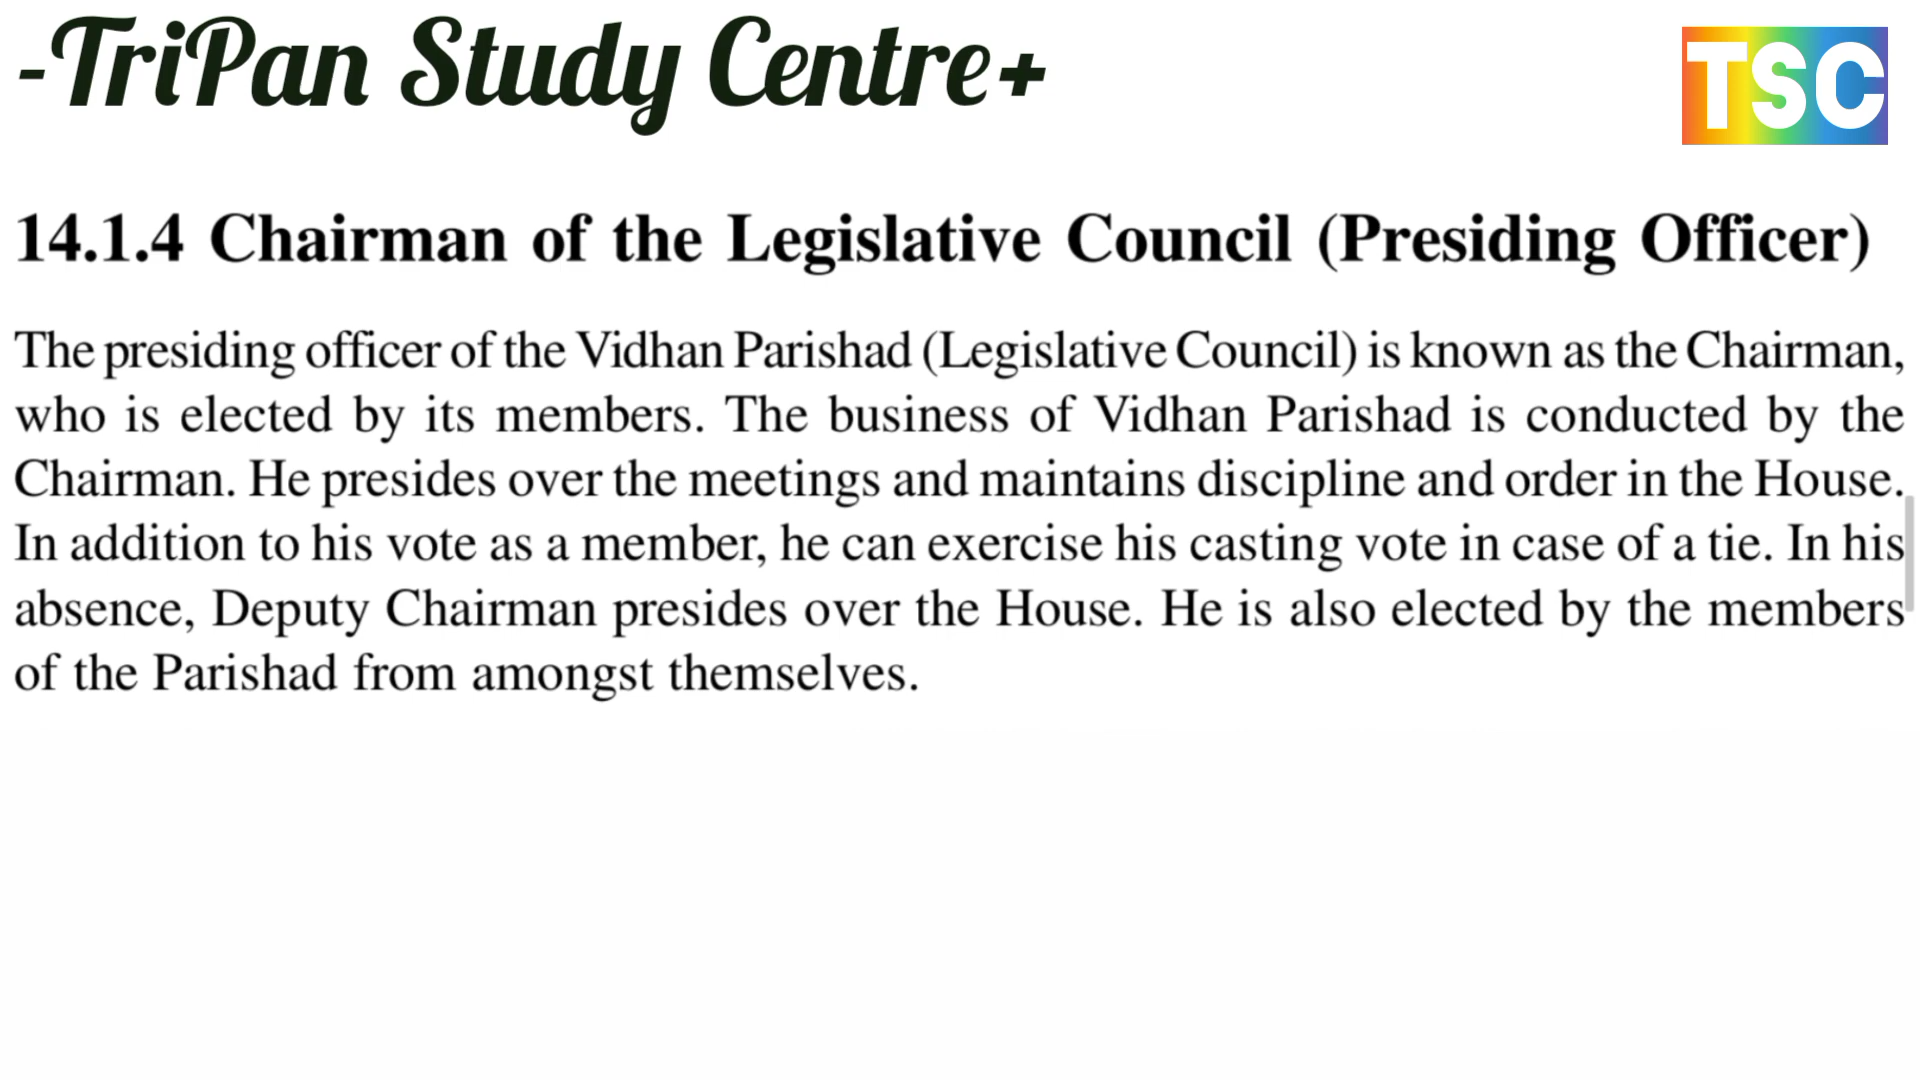 -TriPan Study Centre+
TSC
14.1.4 Chairman of the Legislative Council (Presiding Officer)
The presiding officer of the Vidhan Parishad (Legislative Council) is known as the Chairman,
who is elected by its members. The business of Vidhan Parishad is conducted by the
Chairman. He presides over the meetings and maintains discipline and order in the House.
In addition to his vote as a member, he can exercise his casting vote in case of a tie. In his
absence, Deputy Chairman presides over the House. He is also elected by the members
of the Parishad from amongst themselves.